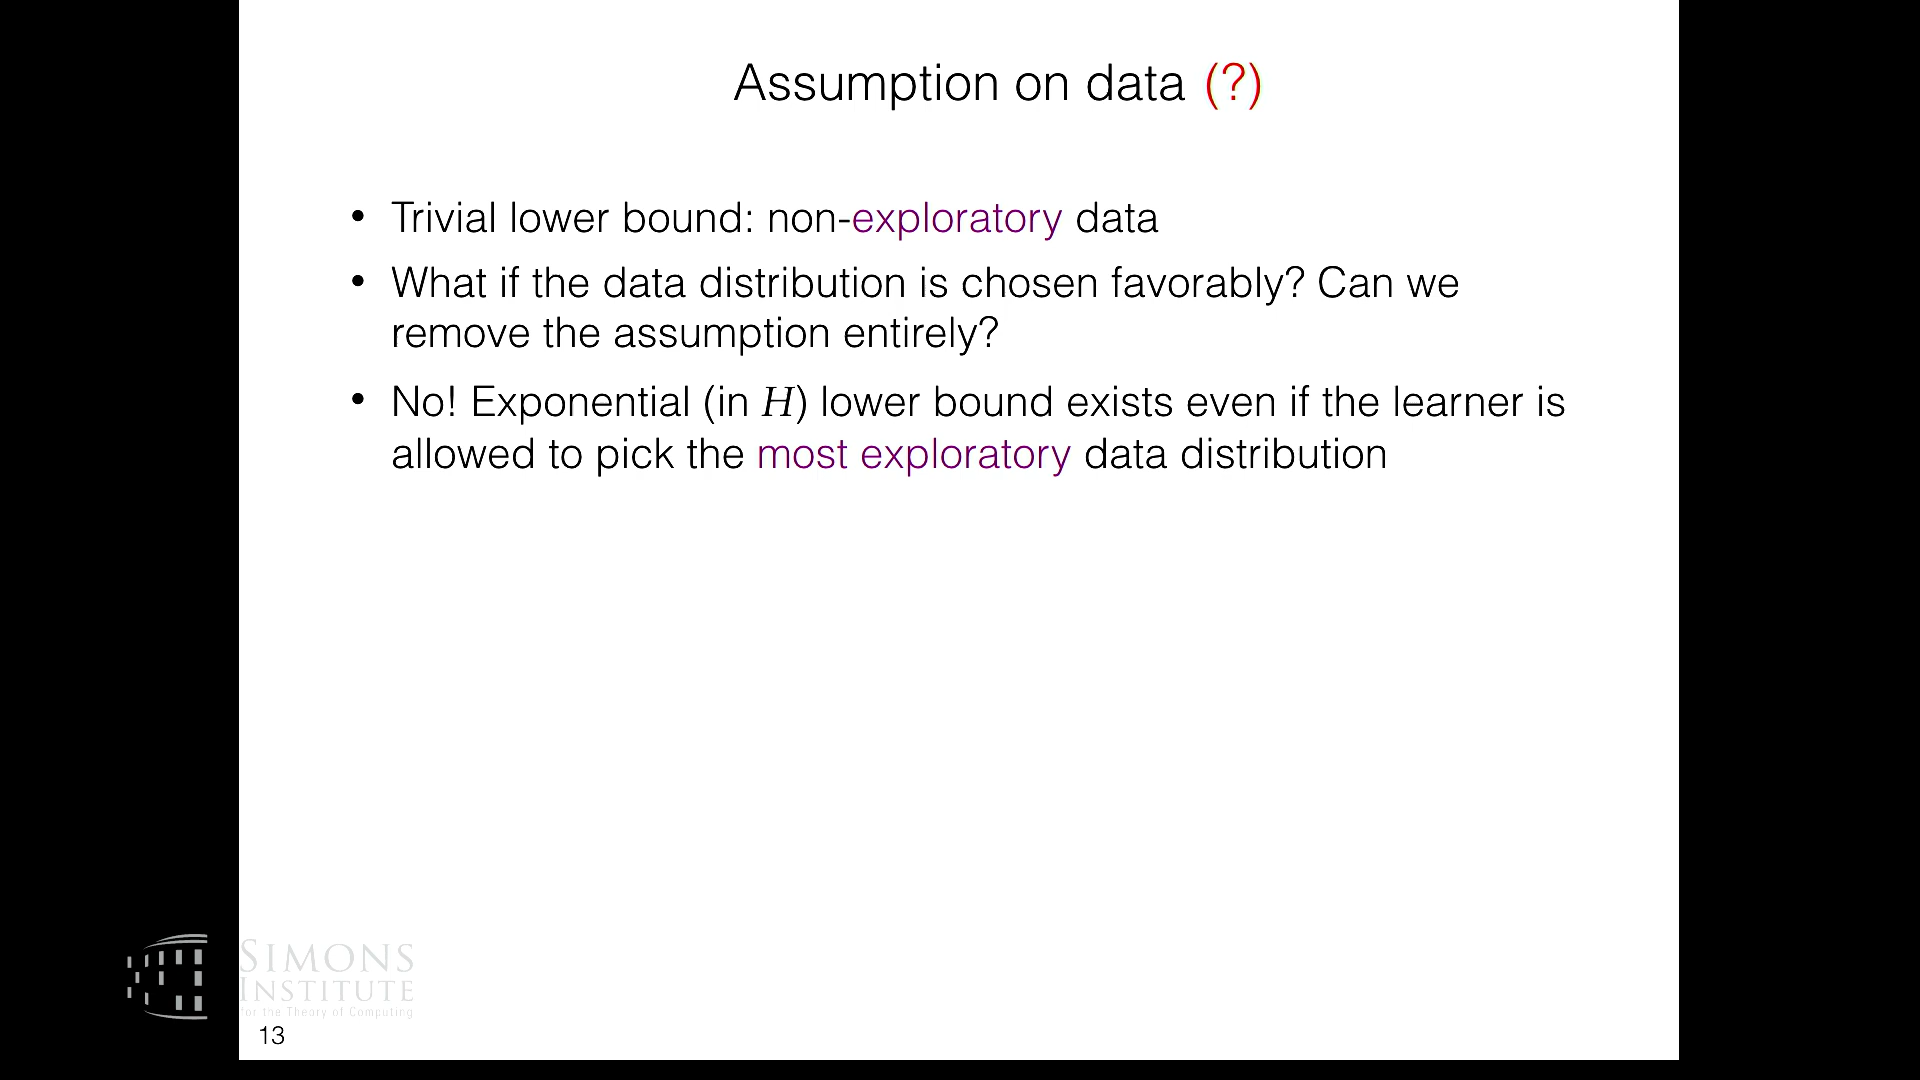 Assumption on data (?)
• Trivial lower bound: non-exploratory data
• What if the data distribution is chosen favorably? Can we
remove the assumption entirely?
• No! Exponential (in H) lower bound exists even if the learner is
allowed to pick the most exploratory data distribution
SIMONS
INSTITUTE
for the Theory of Computing
13